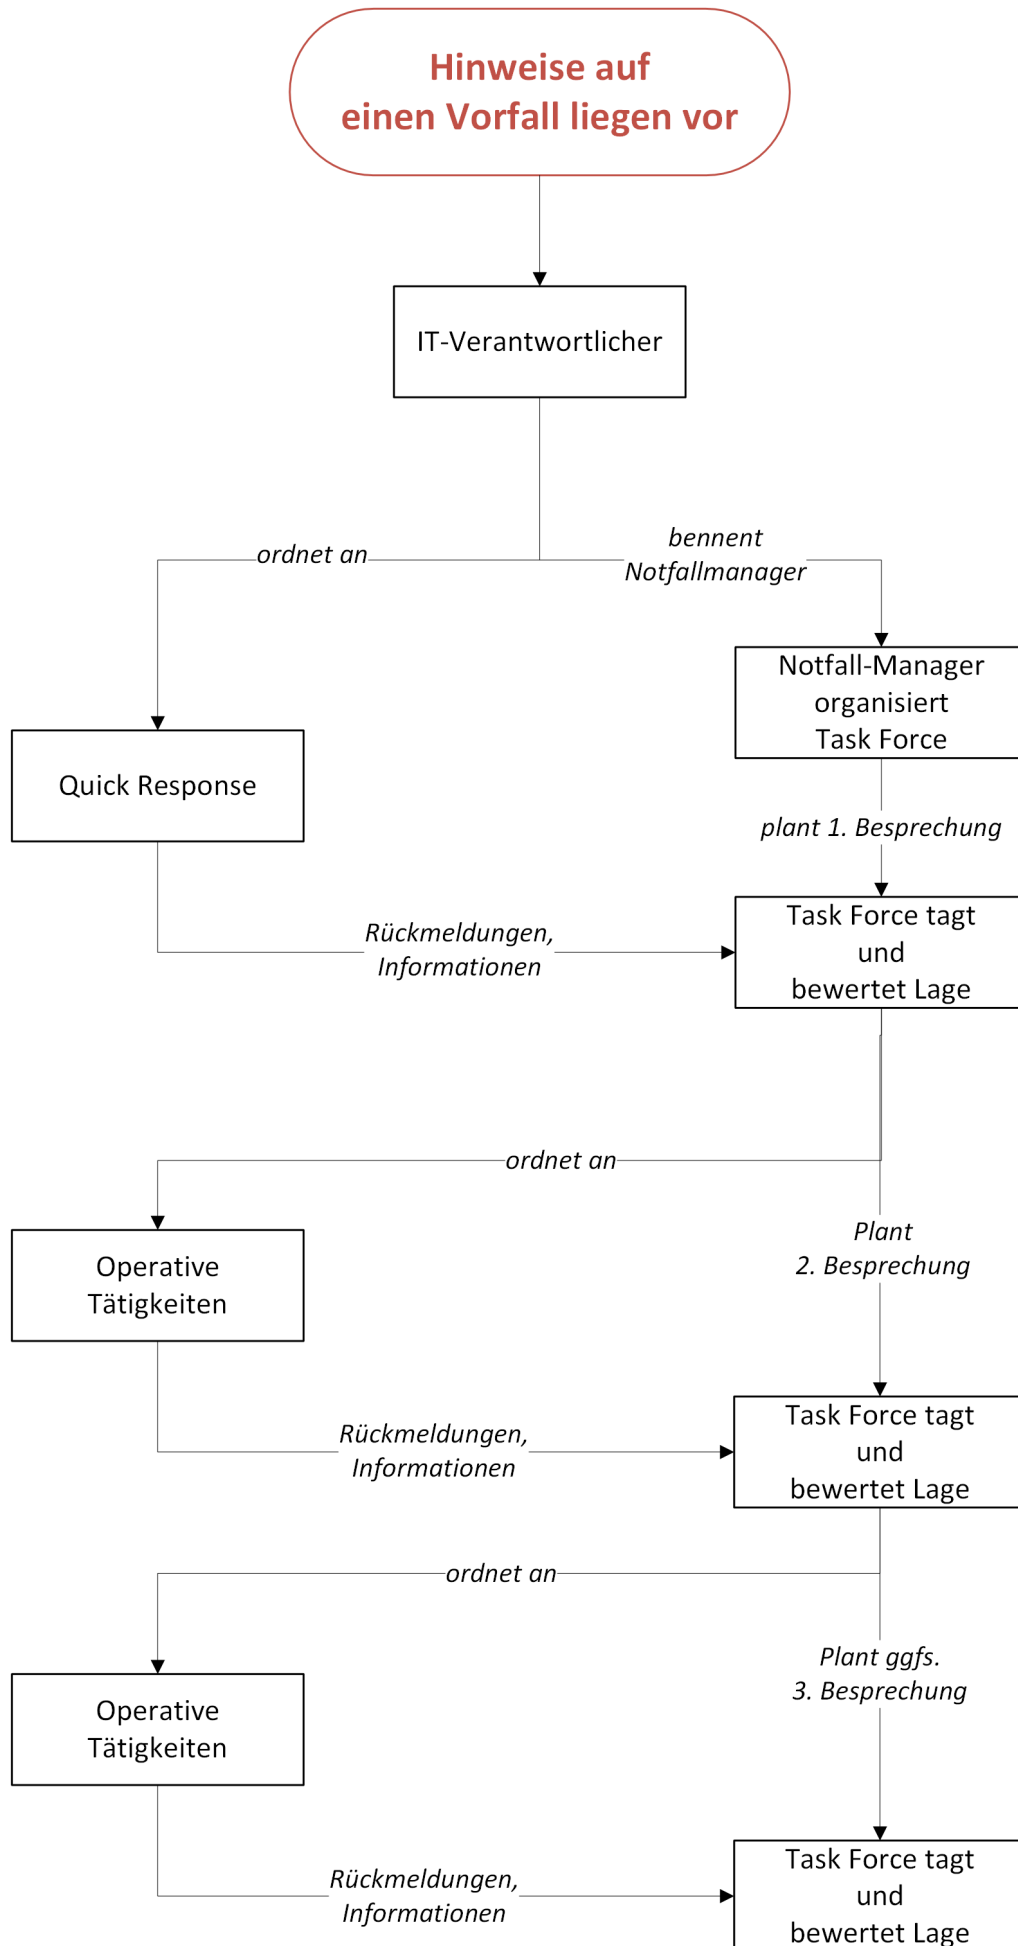 Hinweise auf
einen Vorfall liegen vor
IT-Verantwortlicher
ordnet an
bennent
Notfallmanager
Notfall-Manager
organisiert
Task Force
Quick Response
plant 1. Besprechung
Task Force tagt
und
bewertet Lage
Rückmeldungen,
Informationen
ordnet an
Plant
2. Besprechung
Operative
Tätigkeiten
Task Force tagt
und
bewertet Lage
Rückmeldungen,
Informationen
ordnet an
Plant ggfs.
3. Besprechung
Operative
Tätigkeiten
Task Force tagt
und
bewertet Lage
Rückmeldungen,
Informationen